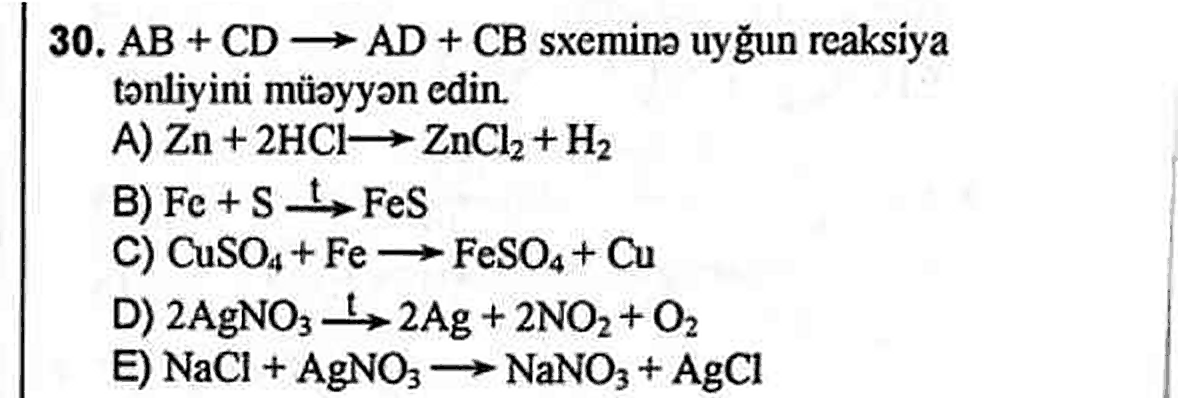 30. AB + CD ⟶ AD + CB sxeminə uyğun reaksiya
tənliyini müəyyən edin.
A) Zn + 2HCl ⟶ ZnCl₂ + H₂
B) Fe + S ⟶ᵗ FeS
C) CuSO₄ + Fe ⟶ FeSO₄ + Cu
D) 2AgNO₃ ⟶ᵗ 2Ag + 2NO₂ + O₂
E) NaCl + AgNO₃ ⟶ NaNO₃ + AgCl